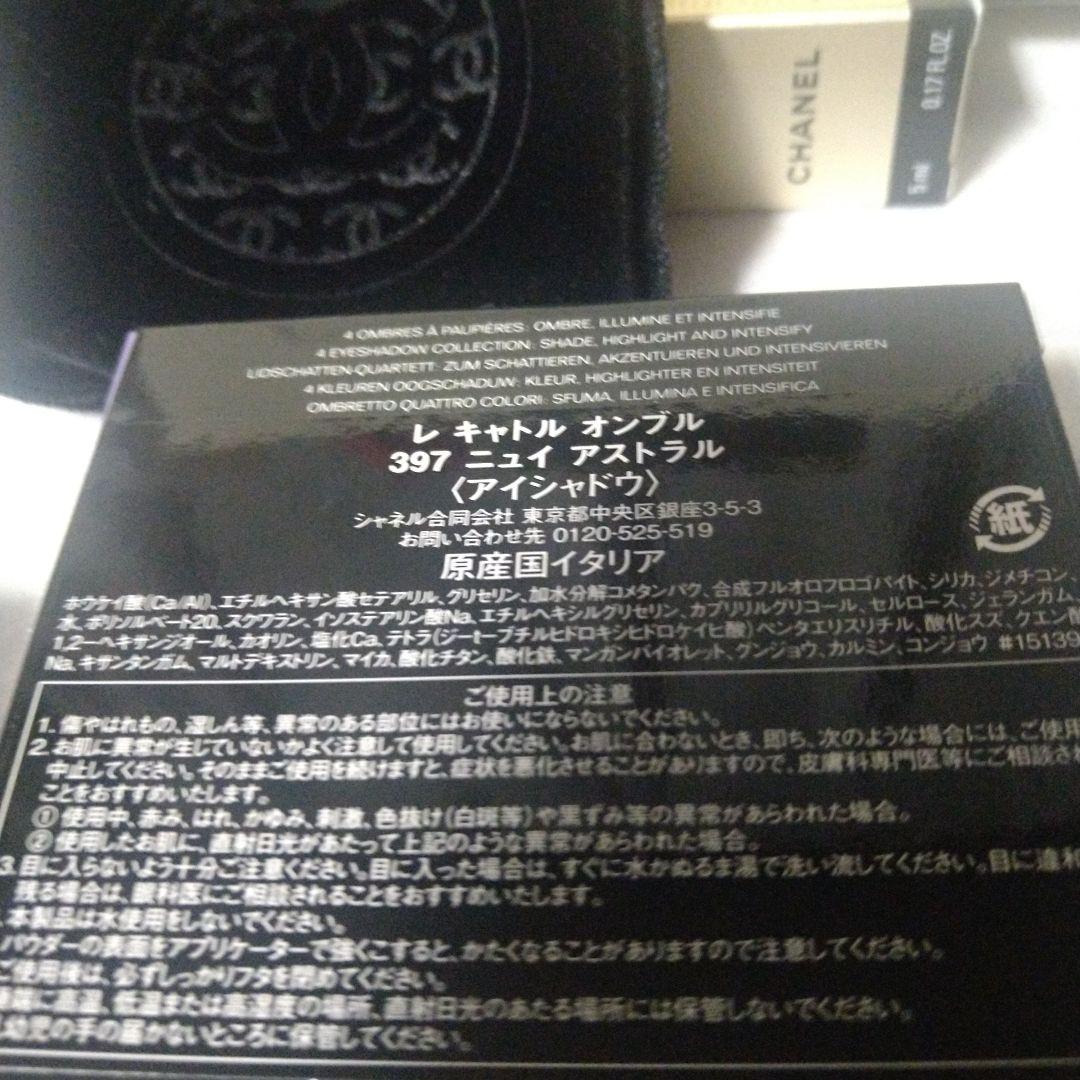 CHANEL
5ml 0.17 FL.OZ
4 OMBRES À PAUPIÈRES: OMBRE, ILLUMINE ET INTENSIFIE
4 EYESHADOW COLLECTION: SHADE, HIGHLIGHT AND INTENSIFY
LIDSCHATTEN-QUARTETT: ZUM SCHATTIEREN, AKZENTUIEREN UND INTENSIVIEREN
4 KLEUREN OOGSCHADUW: KLEUR, HIGHLIGHTER EN INTENSITEIT
OMBRETTO QUATTRO COLORI: SFUMA, ILLUMINA E INTENSIFICA
レ キャトル オンブル
397 ニュイ アストラル
〈アイシャドウ〉
シャネル合同会社 東京都中央区銀座3-5-3
お問い合わせ先 0120-525-519
原産国イタリア
紙
ホウケイ酸(Ca/Al)、エチルヘキサン酸セテアリル、グリセリン、加水分解コメタンパク、合成フルオロフロゴパイト、シリカ、ジメチコン、
水、ポリソルベート20、スクワラン、イソステアリン酸Na、エチルヘキシルグリセリン、カプリリルグリコール、セルロース、ジェランガム、
1,2-ヘキサンジオール、カオリン、塩化Ca、テトラ(ジ-t-ブチルヒドロキシヒドロケイヒ酸)ペンタエリスリチル、酸化スズ、クエン酸
Na、キサンタンガム、マルトデキストリン、マイカ、酸化チタン、酸化鉄、マンガンバイオレット、グンジョウ、カルミン、コンジョウ #15139
ご使用上の注意
1. 傷やはれもの、湿しん等、異常のある部位にはお使いにならないでください。
2. お肌に異常が生じていないかよく注意して使用してください。お肌に合わないとき、即ち、次のような場合には、ご使用
中止してください。そのままご使用を続けますと、症状を悪化させることがありますので、皮膚科専門医等にご相談され
ことをおすすめいたします。
① 使用中、赤み、はれ、かゆみ、刺激、色抜け(白斑等)や黒ずみ等の異常があらわれた場合。
② 使用したお肌に、直射日光があたって上記のような異常があらわれた場合。
3. 目に入らないよう十分ご注意ください。目に入った場合は、すぐに水かぬるま湯で洗い流してください。目に違和
残る場合は、眼科医にご相談されることをおすすめいたします。
本製品は水使用をしないでください。
パウダーの表面をアプリケーターで強くこすると、かたくなることがありますので注意してください。
ご使用後は、必ずしっかりフタを閉めてください。
極端に高温、低温または高湿度の場所、直射日光のあたる場所には保管しないでください。
幼児の手の届かないところに保管してください。